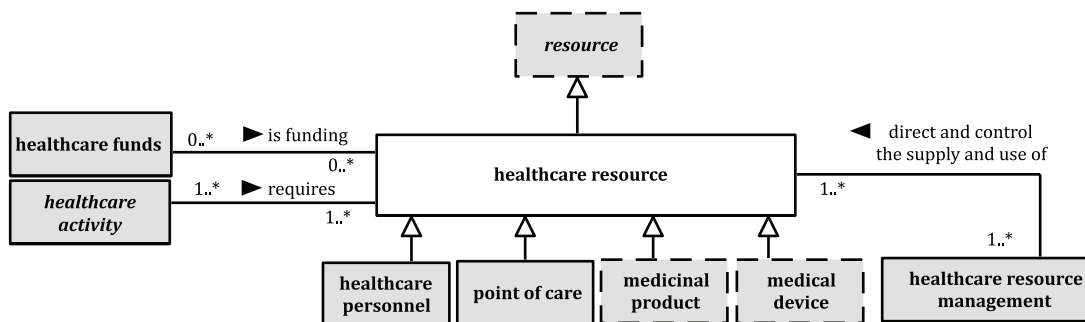 resource
healthcare funds
0..*
► is funding
0..*
healthcare resource
◄ direct and control
the supply and use of
1..*
1..*
healthcare
activity
1..*
► requires
1..*
healthcare
personnel
point of care
medicinal
product
medical
device
healthcare resource
management